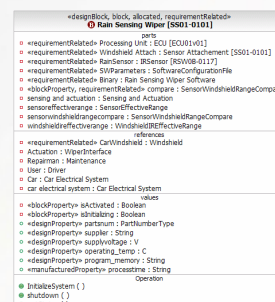 «designBlock, block, allocated, requirementRelated»
Rain Sensing Wiper [SS01-0101]
parts
«requirementRelated» Processing Unit : ECU [ECU01v01]
«requirementRelated» Windshield Attach : Sensor Attachement [SS01-0101]
«requirementRelated» RainSensor : IRSensor [RSW0B-0117]
«requirementRelated» SWParameters : SoftwareConfigurationFile
«requirementRelated» Binary : Rain Sensing Wiper Software
«blockProperty, requirementRelated» compare : SensorWindshieldRangeCompa
sensing and actuation : Sensing and Actuation
sensoreffectiverange : SensorEffectiveRange
sensorwindshieldrangecompare : SensorWindshieldRangeCompare
windshieldireffectiverange : WindshieldIREffectiveRange
references
«requirementRelated» CarWindshield : Windshield
Actuation : WiperInterface
Repairman : Maintenance
User : Driver
Car : Car Electrical System
car electrical system : Car Electrical System
values
«blockProperty» isActivated : Boolean
«blockProperty» isInitializing : Boolean
«designProperty» partsnum : PartNumberType
«designProperty» supplier : String
«designProperty» supplyvoltage : V
«designProperty» operating_temp : C
«designProperty» program_memory : String
«manufacturedProperty» processtime : String
Operation
InitializeSystem ( )
shutdown ( )